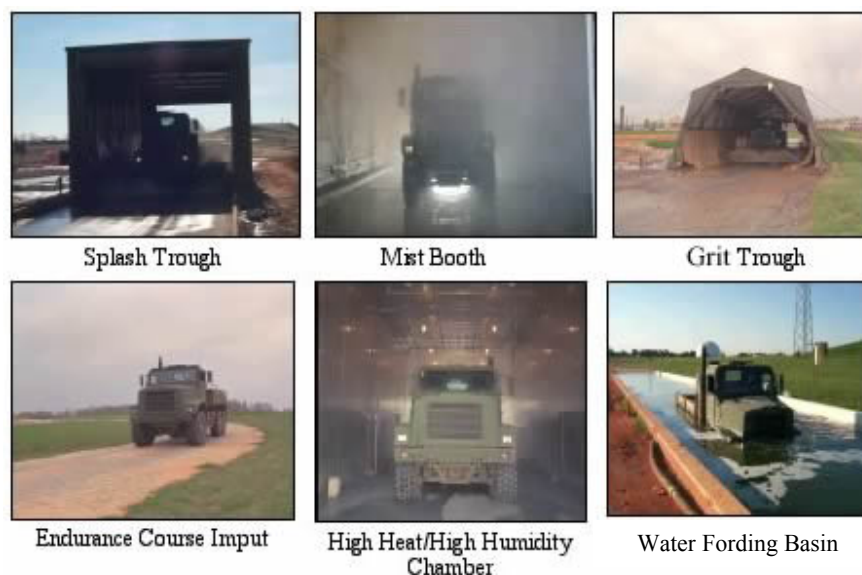 Splash Trough
Mist Booth
Grit Trough
Endurance Course Imput
High Heat/High Humidity
Chamber
Water Fording Basin